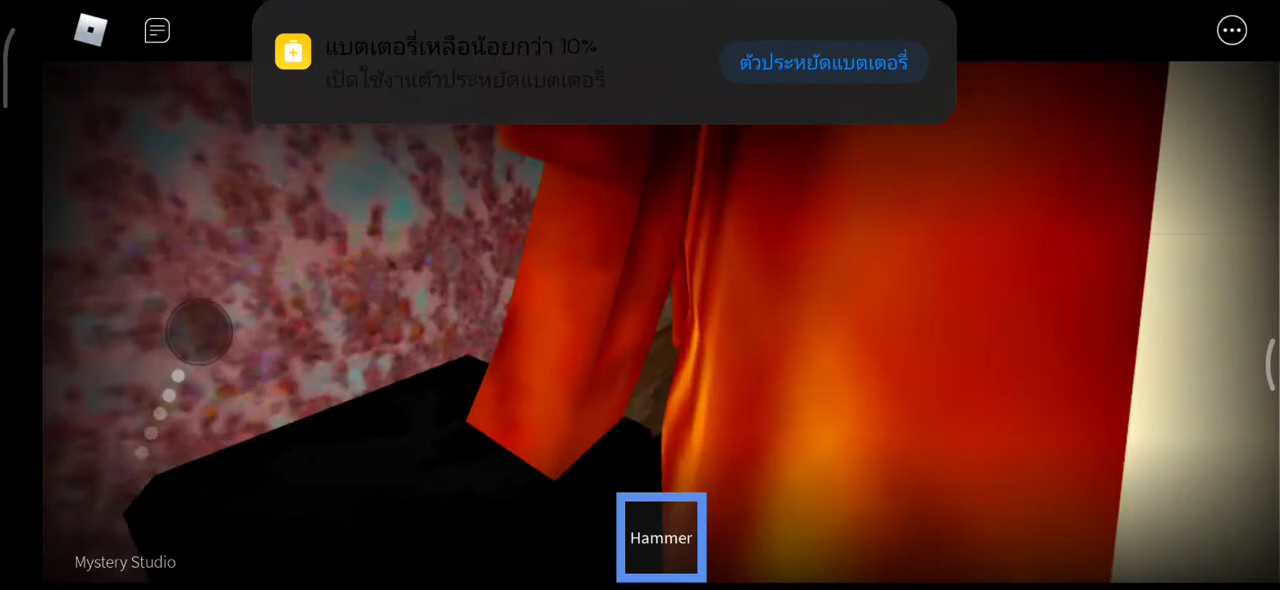 แบตเตอรี่เหลือน้อยกว่า 10%
เปิดใช้งานตัวประหยัดแบตเตอรี่
ตัวประหยัดแบตเตอรี่
Hammer
Mystery Studio